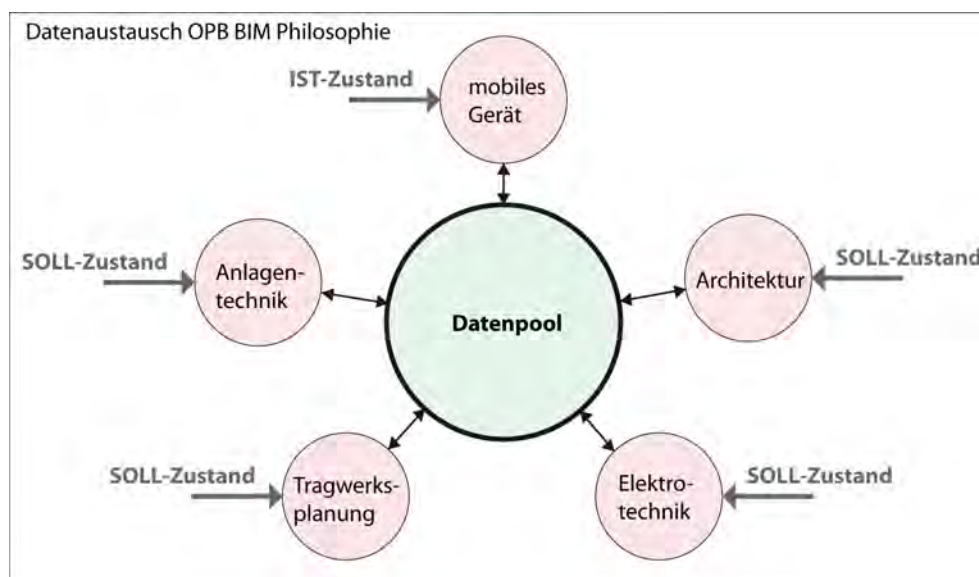 Datenaustausch OPB BIM Philosophie
IST-Zustand
mobiles
Gerät
SOLL-Zustand
Anlagen-
technik
Architektur
SOLL-Zustand
Datenpool
SOLL-Zustand
Tragwerks-
planung
Elektro-
technik
SOLL-Zustand